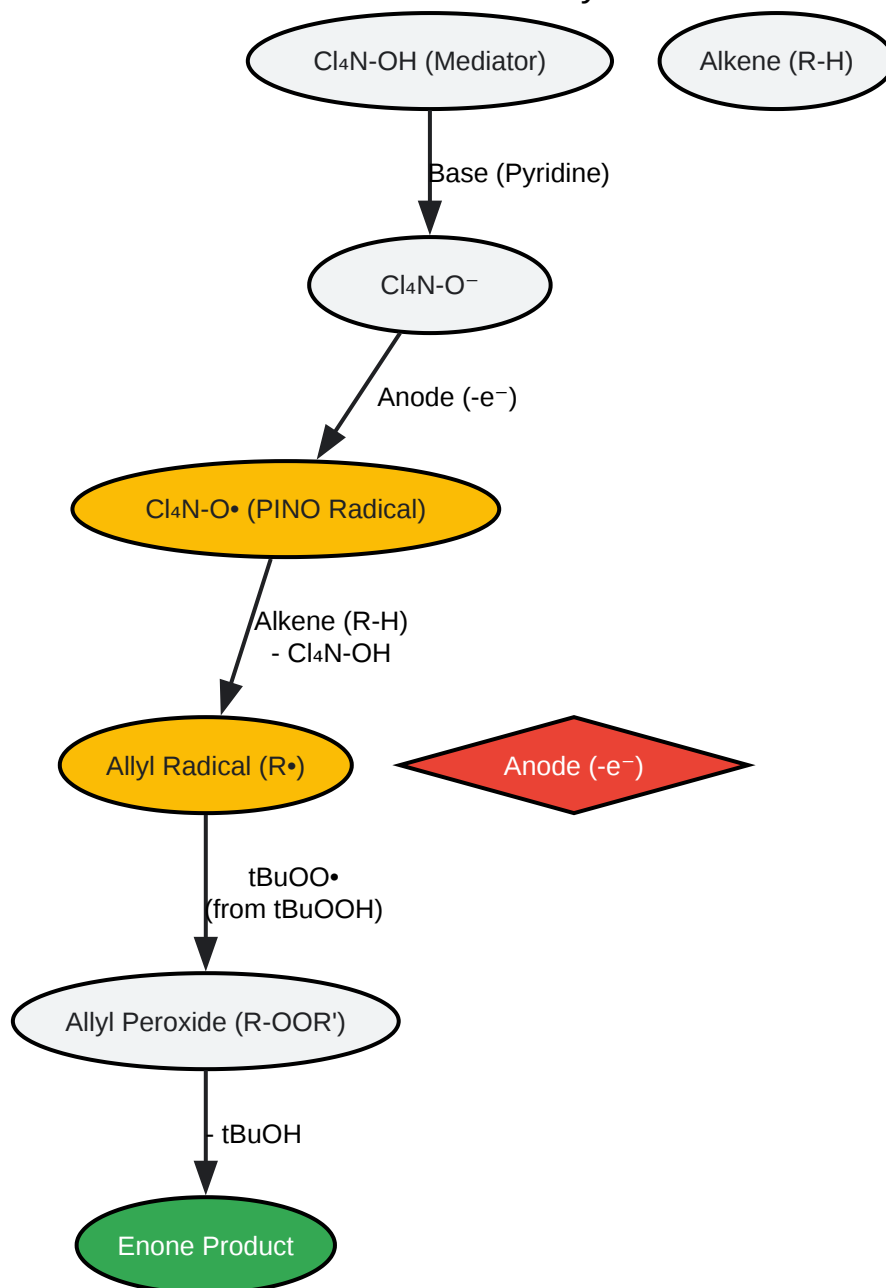 Cl₄N-OH (Mediator)
Alkene (R-H)
Base (Pyridine)
Cl₄N-O⁻
Anode (-e⁻)
Cl₄N-O• (PINO Radical)
Alkene (R-H)
- Cl₄N-OH
Allyl Radical (R•)
Anode (-e⁻)
tBuOO•
(from tBuOOH)
Allyl Peroxide (R-OOR')
- tBuOH
Enone Product